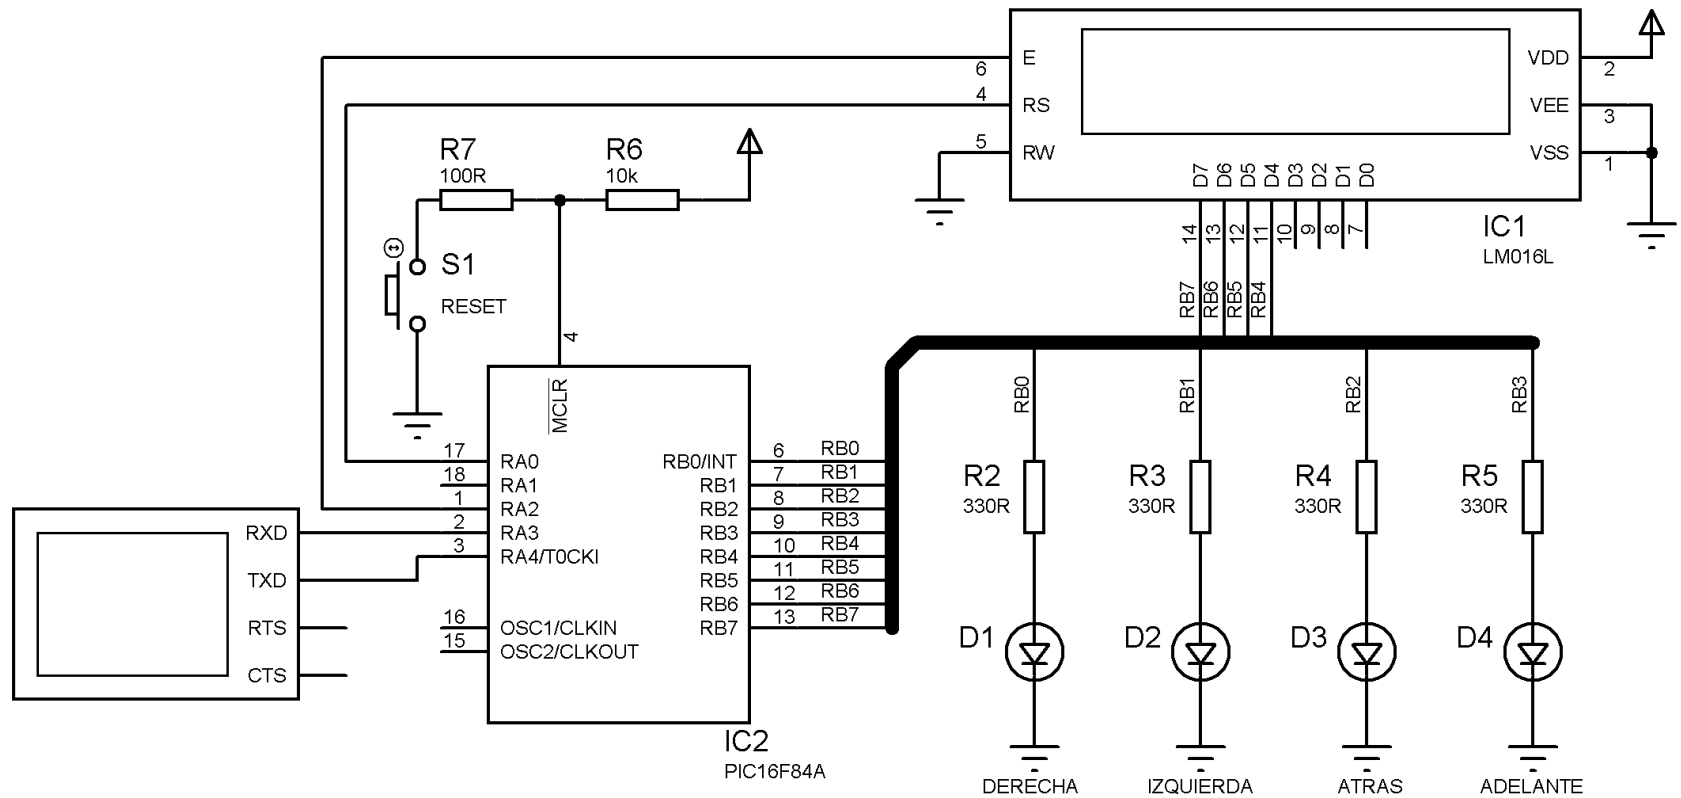 E
6
RS
4
RW
5
VDD
2
VEE
3
VSS
1
D7
D6
D5
D4
D3
D2
D1
D0
14
13
12
11
10
9
8
7
IC1
LM016L
RB7
RB6
RB5
RB4
R7
100R
R6
10k
S1
RESET
4
MCLR
17
RA0
18
RA1
1
RA2
2
RA3
3
RA4/T0CKI
16
OSC1/CLKIN
15
OSC2/CLKOUT
RB0/INT
6
RB0
RB1
7
RB1
RB2
8
RB2
RB3
9
RB3
RB4
10
RB4
RB5
11
RB5
RB6
12
RB6
RB7
13
RB7
IC2
PIC16F84A
RXD
TXD
RTS
CTS
RB0
RB1
RB2
RB3
R2
330R
R3
330R
R4
330R
R5
330R
D1
D2
D3
D4
DERECHA
IZQUIERDA
ATRAS
ADELANTE